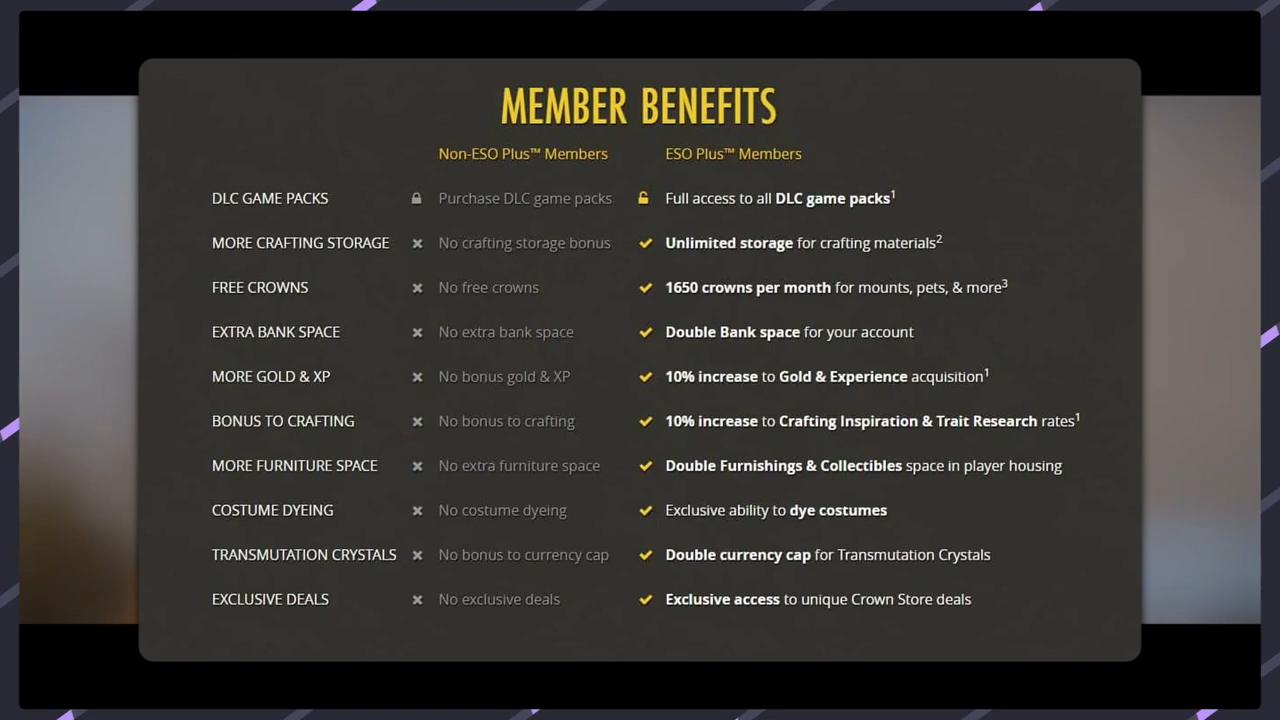 MEMBER BENEFITS
Non-ESO Plus™ Members ESO Plus™ Members
DLC GAME PACKS Purchase DLC game packs Full access to all DLC game packs1
MORE CRAFTING STORAGE No crafting storage bonus Unlimited storage for crafting materials2
FREE CROWNS No free crowns 1650 crowns per month for mounts, pets, & more3
EXTRA BANK SPACE No extra bank space Double Bank space for your account
MORE GOLD & XP No bonus gold & XP 10% increase to Gold & Experience acquisition1
BONUS TO CRAFTING No bonus to crafting 10% increase to Crafting Inspiration & Trait Research rates1
MORE FURNITURE SPACE No extra furniture space Double Furnishings & Collectibles space in player housing
COSTUME DYEING No costume dyeing Exclusive ability to dye costumes
TRANSMUTATION CRYSTALS No bonus to currency cap Double currency cap for Transmutation Crystals
EXCLUSIVE DEALS No exclusive deals Exclusive access to unique Crown Store deals